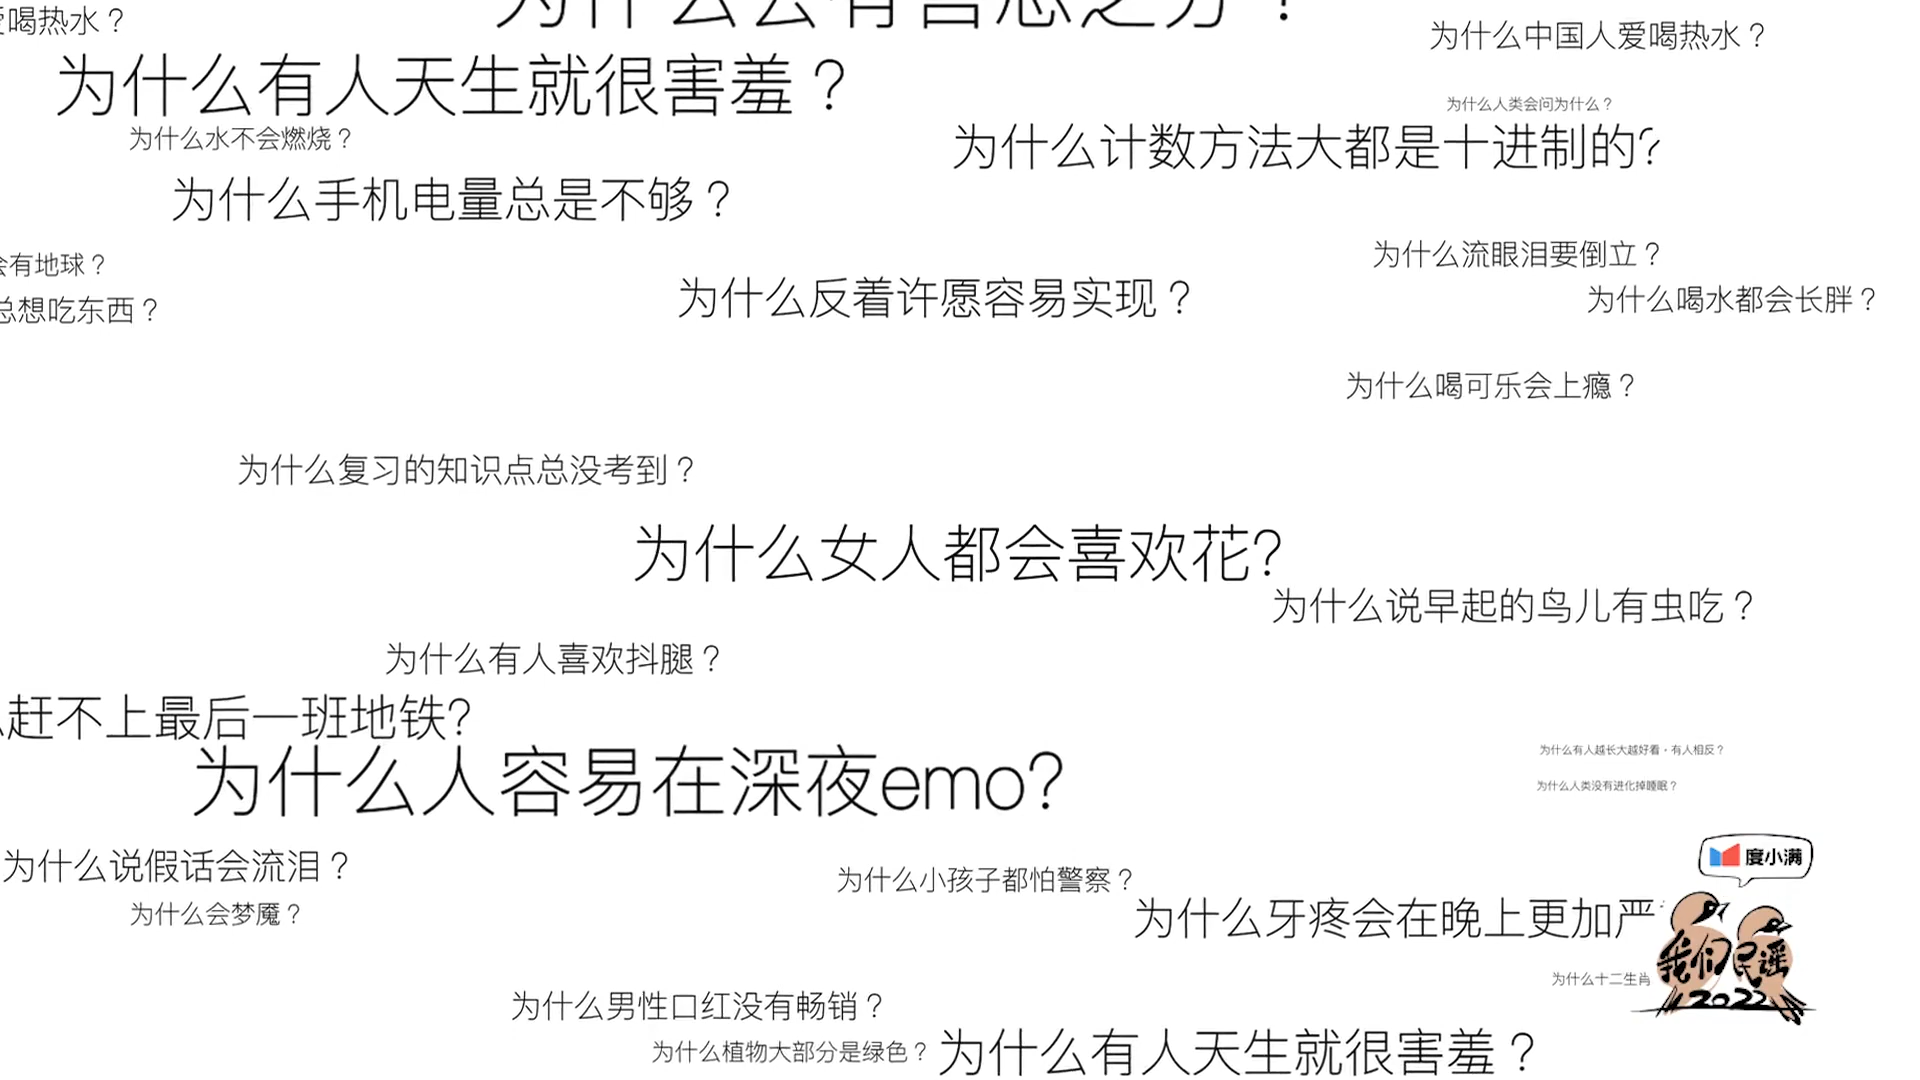 为什么会有善恶之分？
爱喝热水？
为什么中国人爱喝热水？
为什么有人天生就很害羞？
为什么人类会问为什么？
为什么水不会燃烧？
为什么计数方法大都是十进制的?
为什么手机电量总是不够？
会有地球？
为什么流眼泪要倒立？
总想吃东西？
为什么反着许愿容易实现？
为什么喝水都会长胖？
为什么喝可乐会上瘾？
为什么复习的知识点总没考到？
为什么女人都会喜欢花?
为什么说早起的鸟儿有虫吃？
为什么有人喜欢抖腿？
赶不上最后一班地铁?
为什么有人越长大越好看，有人相反？
为什么人容易在深夜emo?
为什么人类没有进化掉睡眠？
度小满
为什么说假话会流泪？
为什么小孩子都怕警察？
为什么会梦魇？
为什么牙疼会在晚上更加严
我们民谣
2022
为什么十二生肖
为什么男性口红没有畅销？
为什么植物大部分是绿色？
为什么有人天生就很害羞？